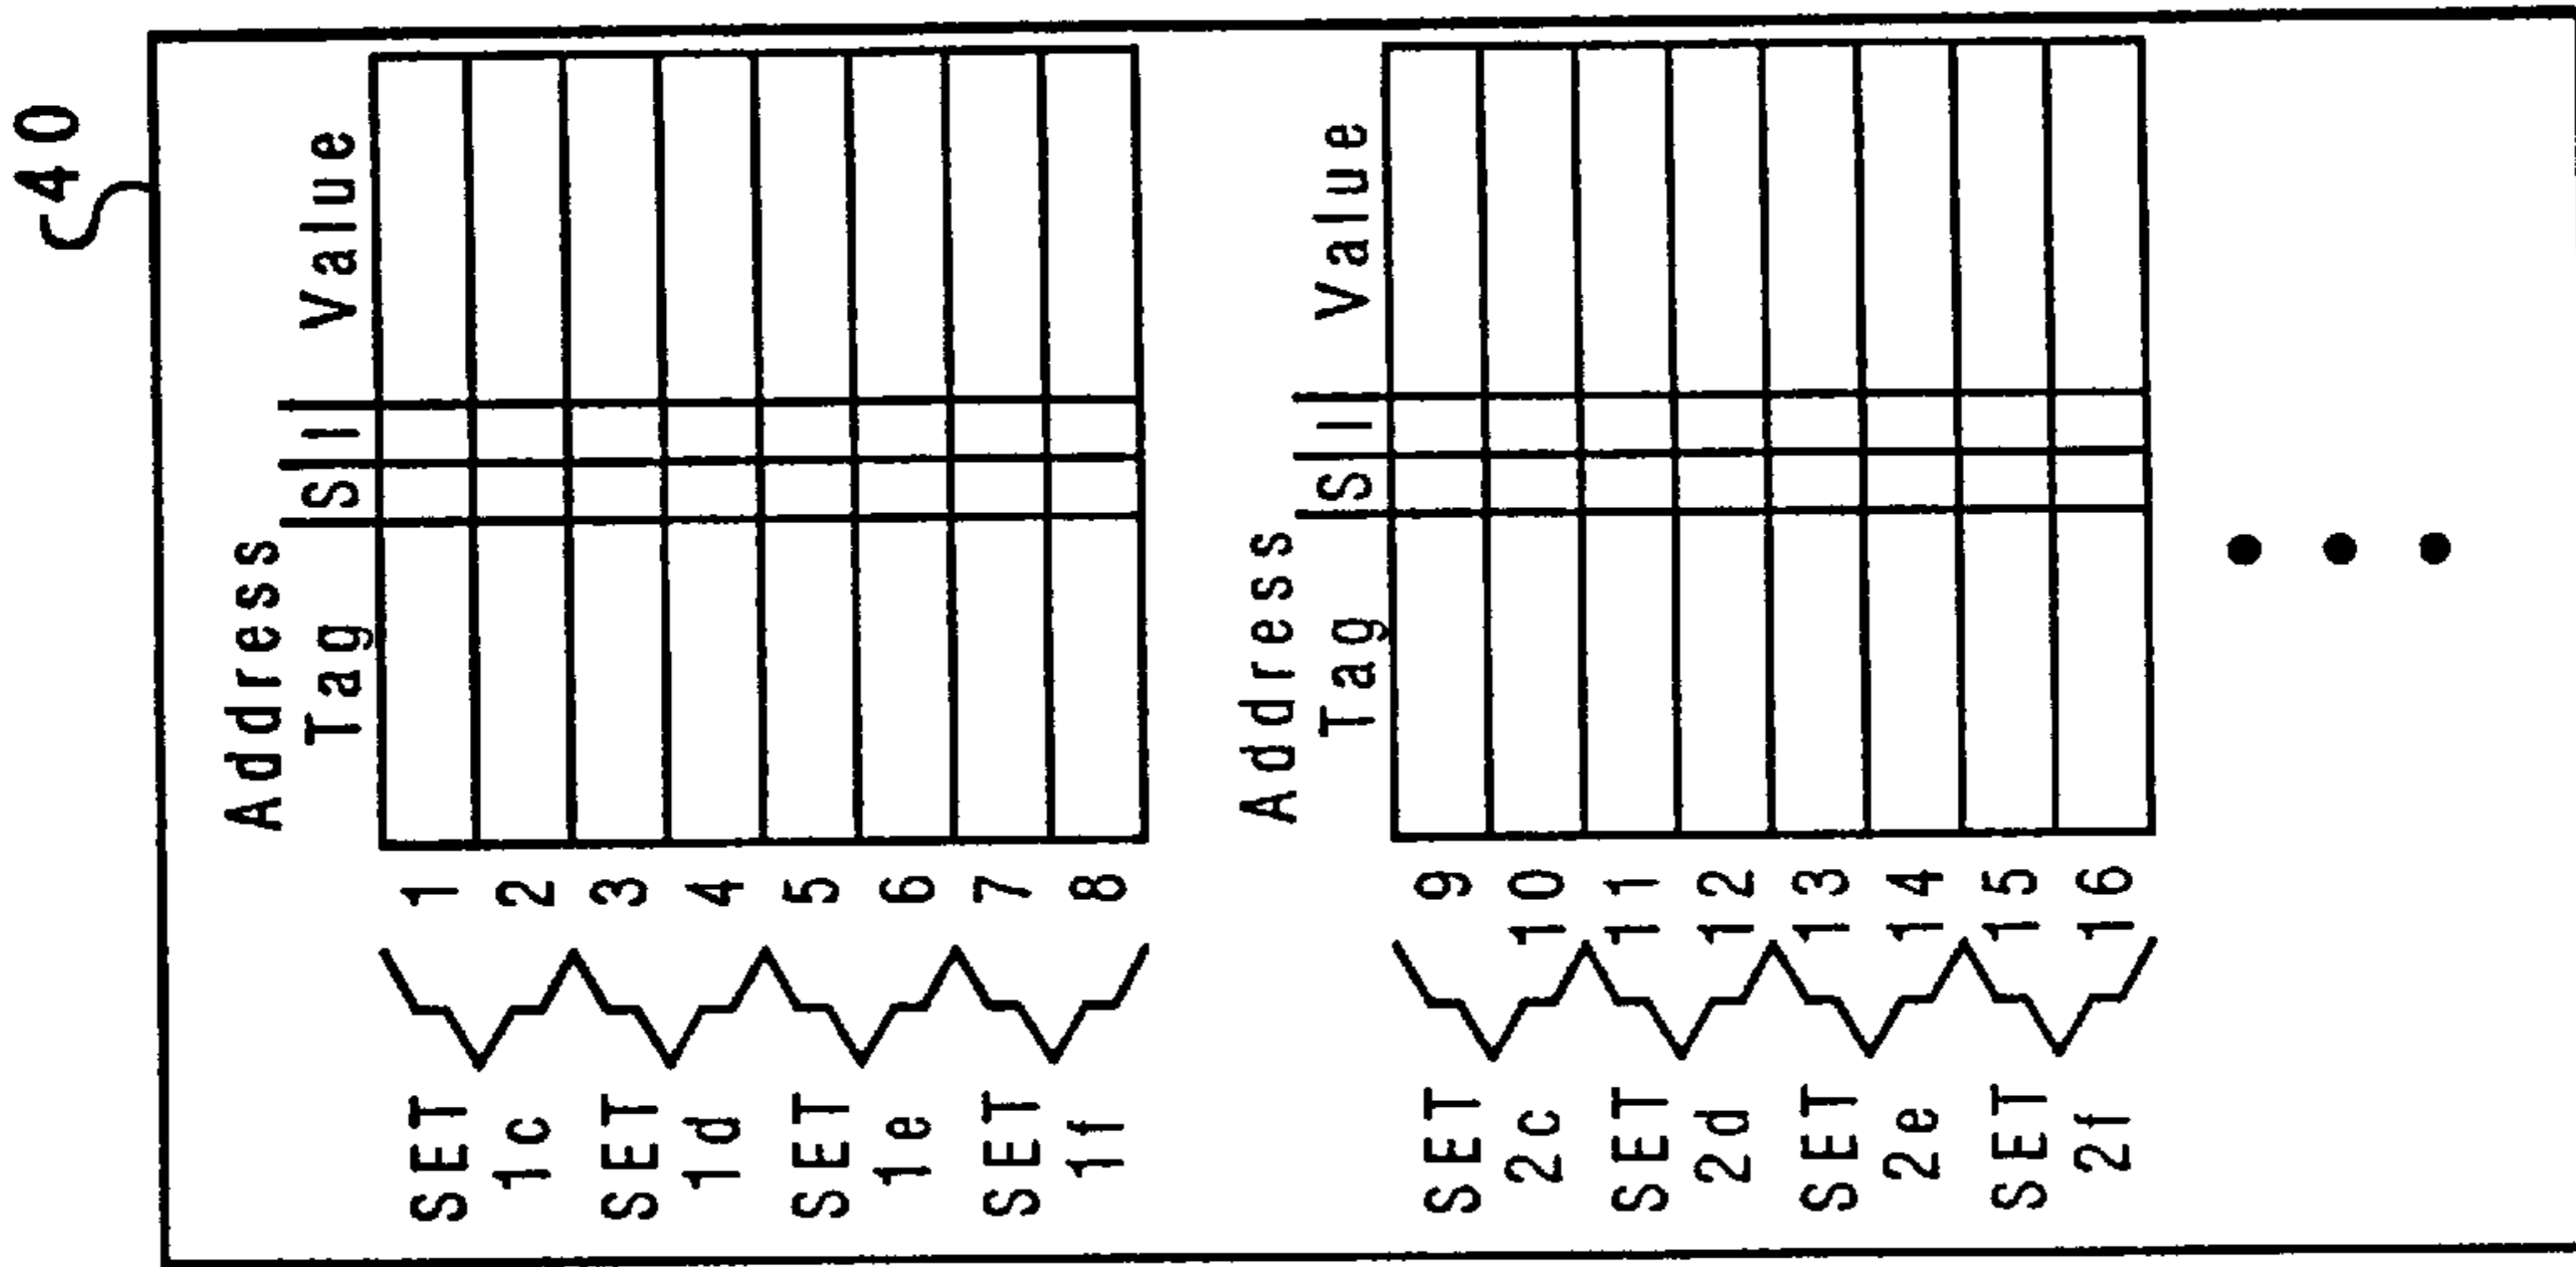 40
Address
Tag S I Value
SET
1c
1
2
SET
1d
3
4
SET
1e
5
6
SET
1f
7
8
Address
Tag S I Value
SET
2c
9
10
SET
2d
11
12
SET
2e
13
14
SET
2f
15
16